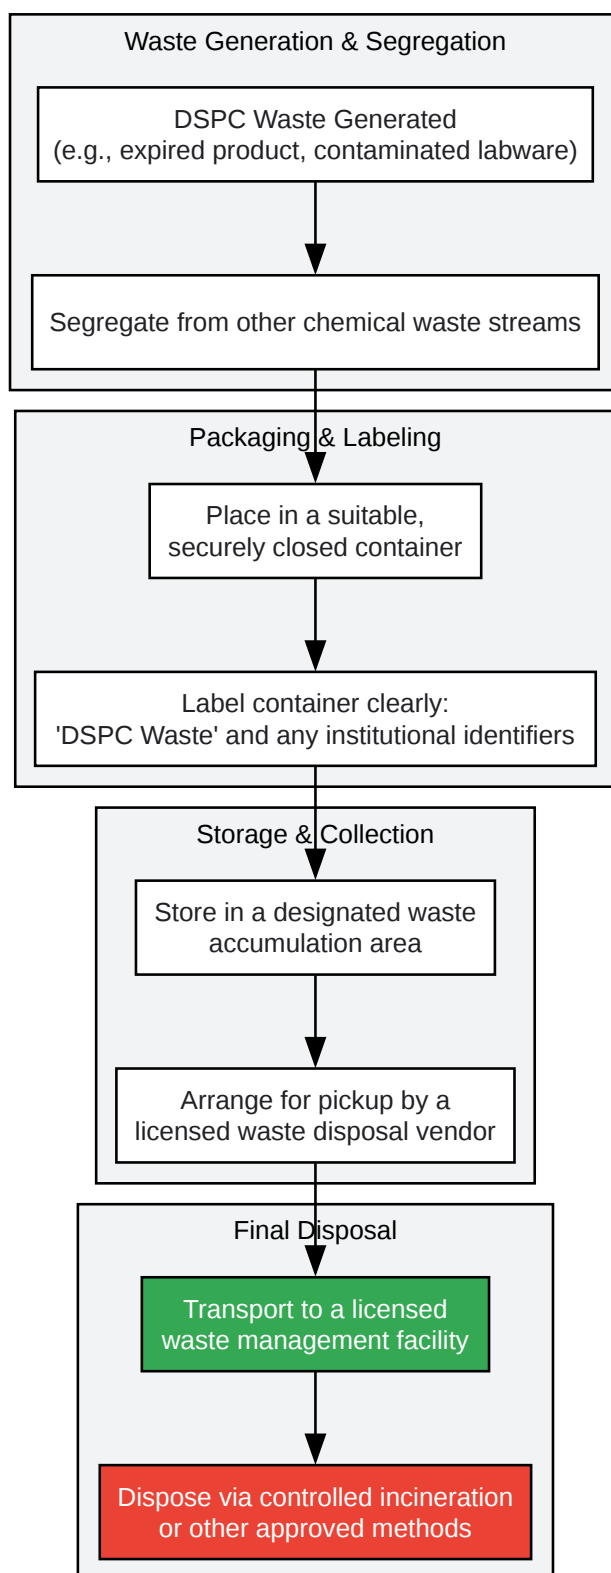 Waste Generation & Segregation
DSPC Waste Generated
(e.g., expired product, contaminated labware)
Segregate from other chemical waste streams
Packaging & Labeling
Place in a suitable,
securely closed container
Label container clearly:
'DSPC Waste' and any institutional identifiers
Storage & Collection
Store in a designated waste
accumulation area
Arrange for pickup by a
licensed waste disposal vendor
Final Disposal
Transport to a licensed
waste management facility
Dispose via controlled incineration
or other approved methods